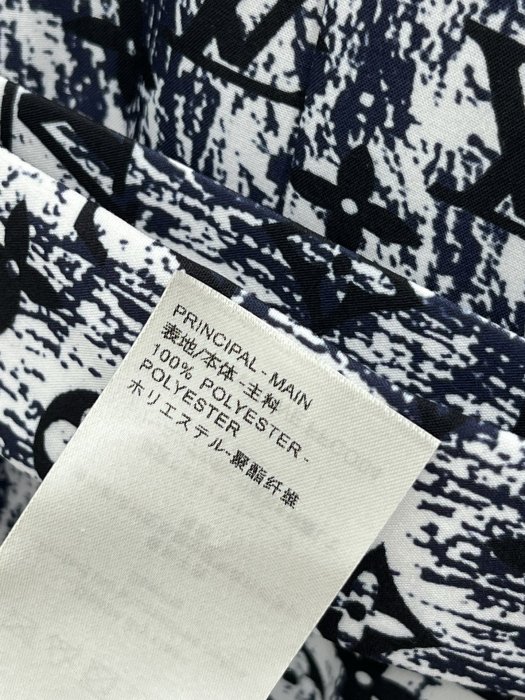 PRINCIPAL - MAIN
表地/本体 - 主料
100% POLYESTER -
POLYESTER
ポリエステル - 聚酯纤维